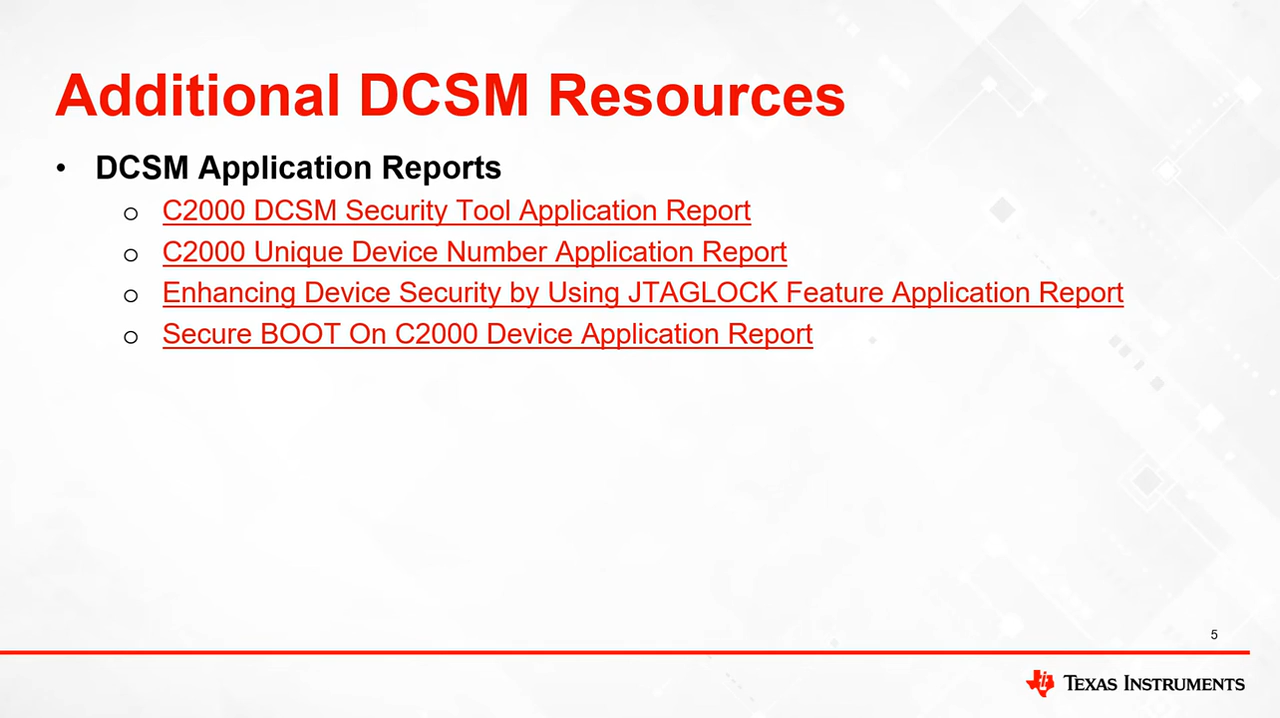 Additional DCSM Resources
• DCSM Application Reports
o C2000 DCSM Security Tool Application Report
o C2000 Unique Device Number Application Report
o Enhancing Device Security by Using JTAGLOCK Feature Application Report
o Secure BOOT On C2000 Device Application Report
5
TEXAS INSTRUMENTS